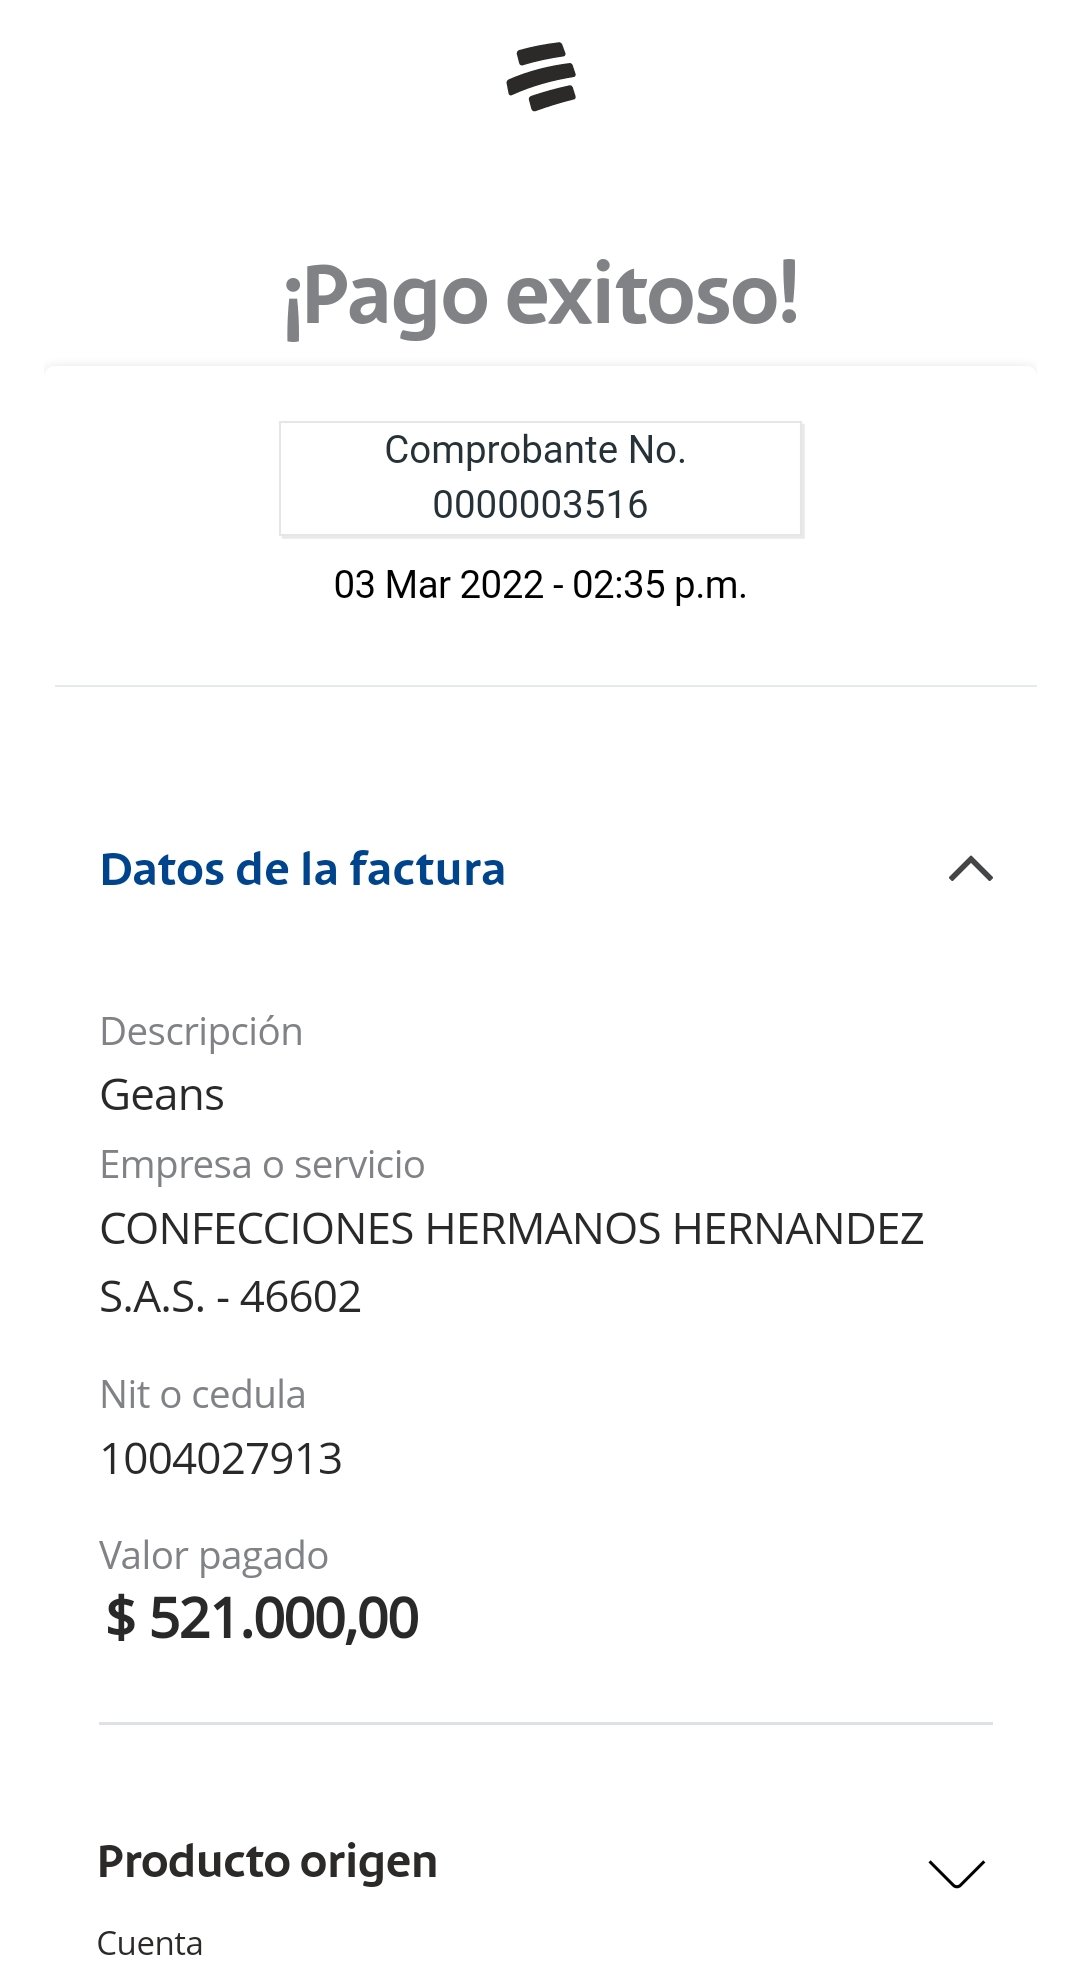 ¡Pago exitoso!
Comprobante No.
0000003516
03 Mar 2022 - 02:35 p.m.
Datos de la factura
Descripción
Geans
Empresa o servicio
CONFECCIONES HERMANOS HERNANDEZ
S.A.S. - 46602
Nit o cedula
1004027913
Valor pagado
$ 521.000,00
Producto origen
Cuenta